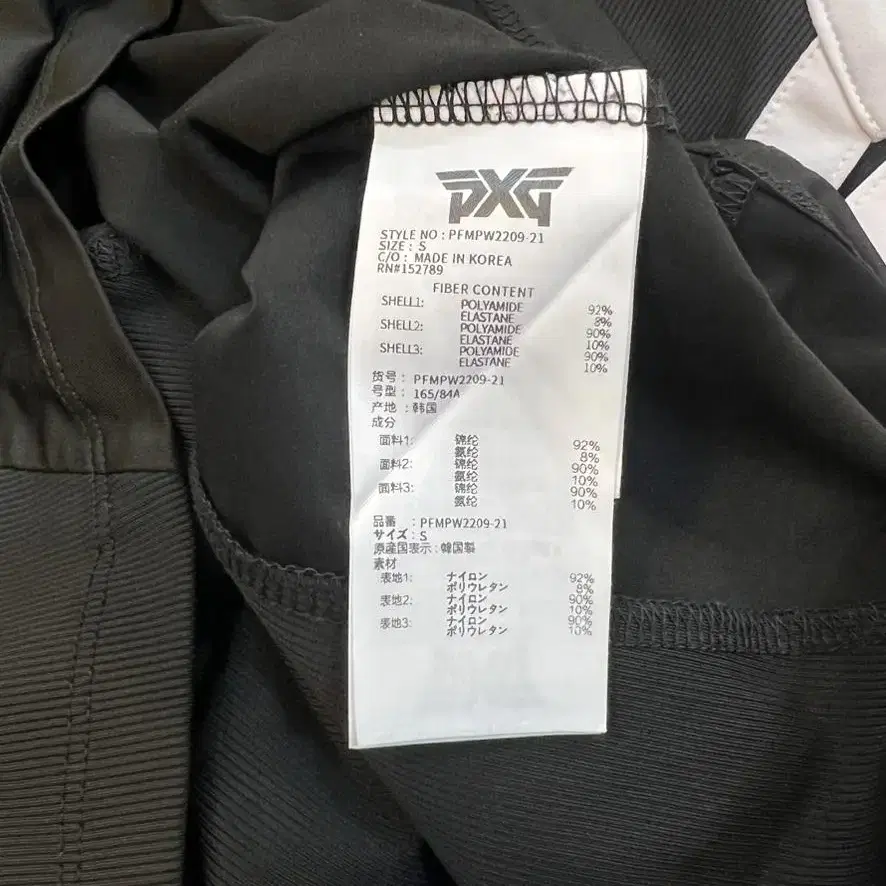 PXG
STYLE NO : PFMPW2209-21
SIZE : S
C/O : MADE IN KOREA
RN#152789
FIBER CONTENT
SHELL1: POLYAMIDE 92%
ELASTANE 8%
SHELL2: POLYAMIDE 90%
ELASTANE 10%
SHELL3: POLYAMIDE 90%
ELASTANE 10%
货号 : PFMPW2209-21
号型 : 165/84A
产地 : 韩国
成分
面料1: 锦纶 92%
氨纶 8%
面料2: 锦纶 90%
氨纶 10%
面料3: 锦纶 90%
氨纶 10%
品番 : PFMPW2209-21
サイズ : S
原産国表示 : 韓国製
素材
表地1: ナイロン 92%
ポリウレタン 8%
表地2: ナイロン 90%
ポリウレタン 10%
表地3: ナイロン 90%
ポリウレタン 10%